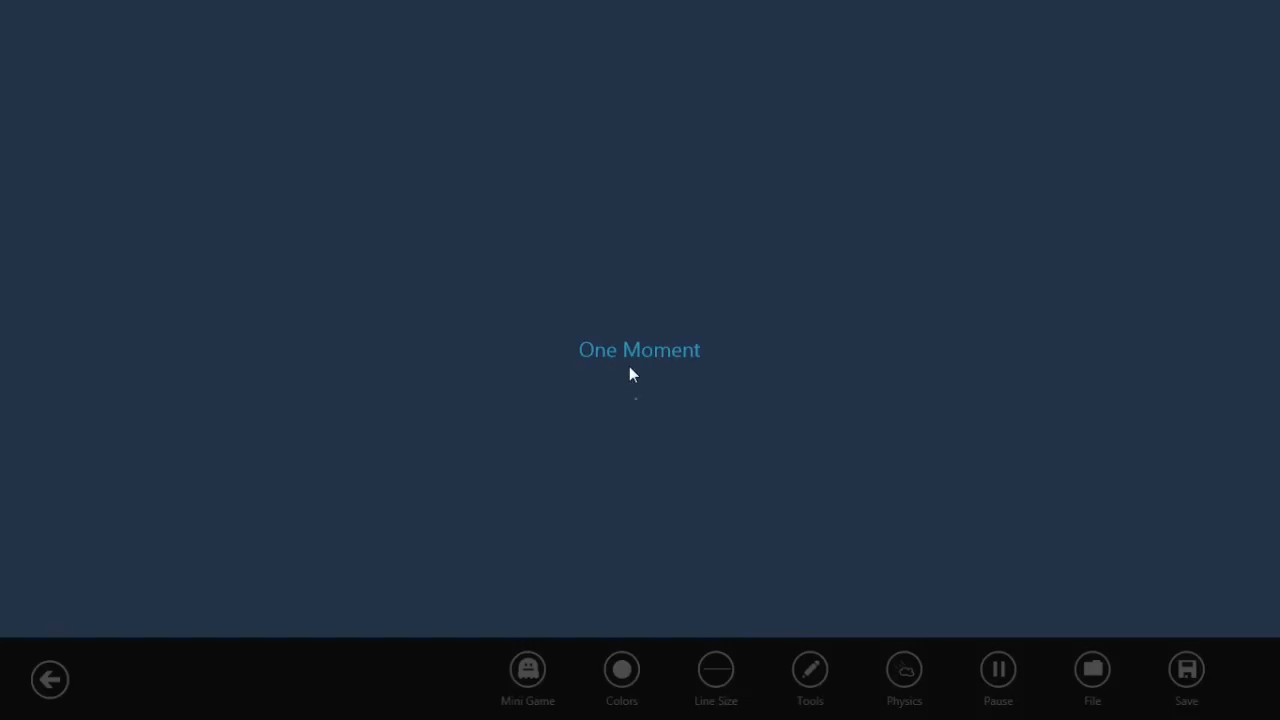 One Moment
Mini Game
Colors
Line Size
Tools
Physics
Pause
File
Save